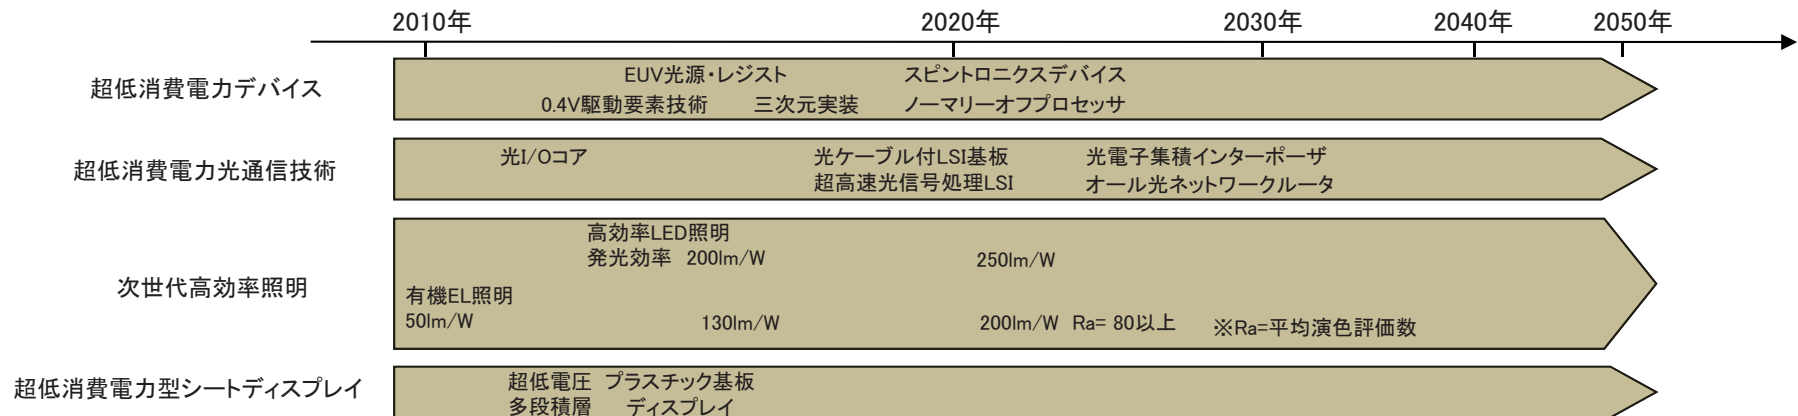 2010年 2020年 2030年 2040年 2050年
超低消費電力デバイス
EUV光源・レジスト スピントロニクスデバイス
0.4V駆動要素技術 三次元実装 ノーマリーオフプロセッサ
超低消費電力光通信技術
光I/Oコア 光ケーブル付LSI基板 光電子集積インターポーザ
超高速光信号処理LSI オール光ネットワークルータ
次世代高効率照明
高効率LED照明
発光効率 200lm/W 250lm/W
有機EL照明
50lm/W 130lm/W 200lm/W Ra= 80以上 ※Ra=平均演色評価数
超低消費電力型シートディスプレイ
超低電圧 プラスチック基板
多段積層 ディスプレイ